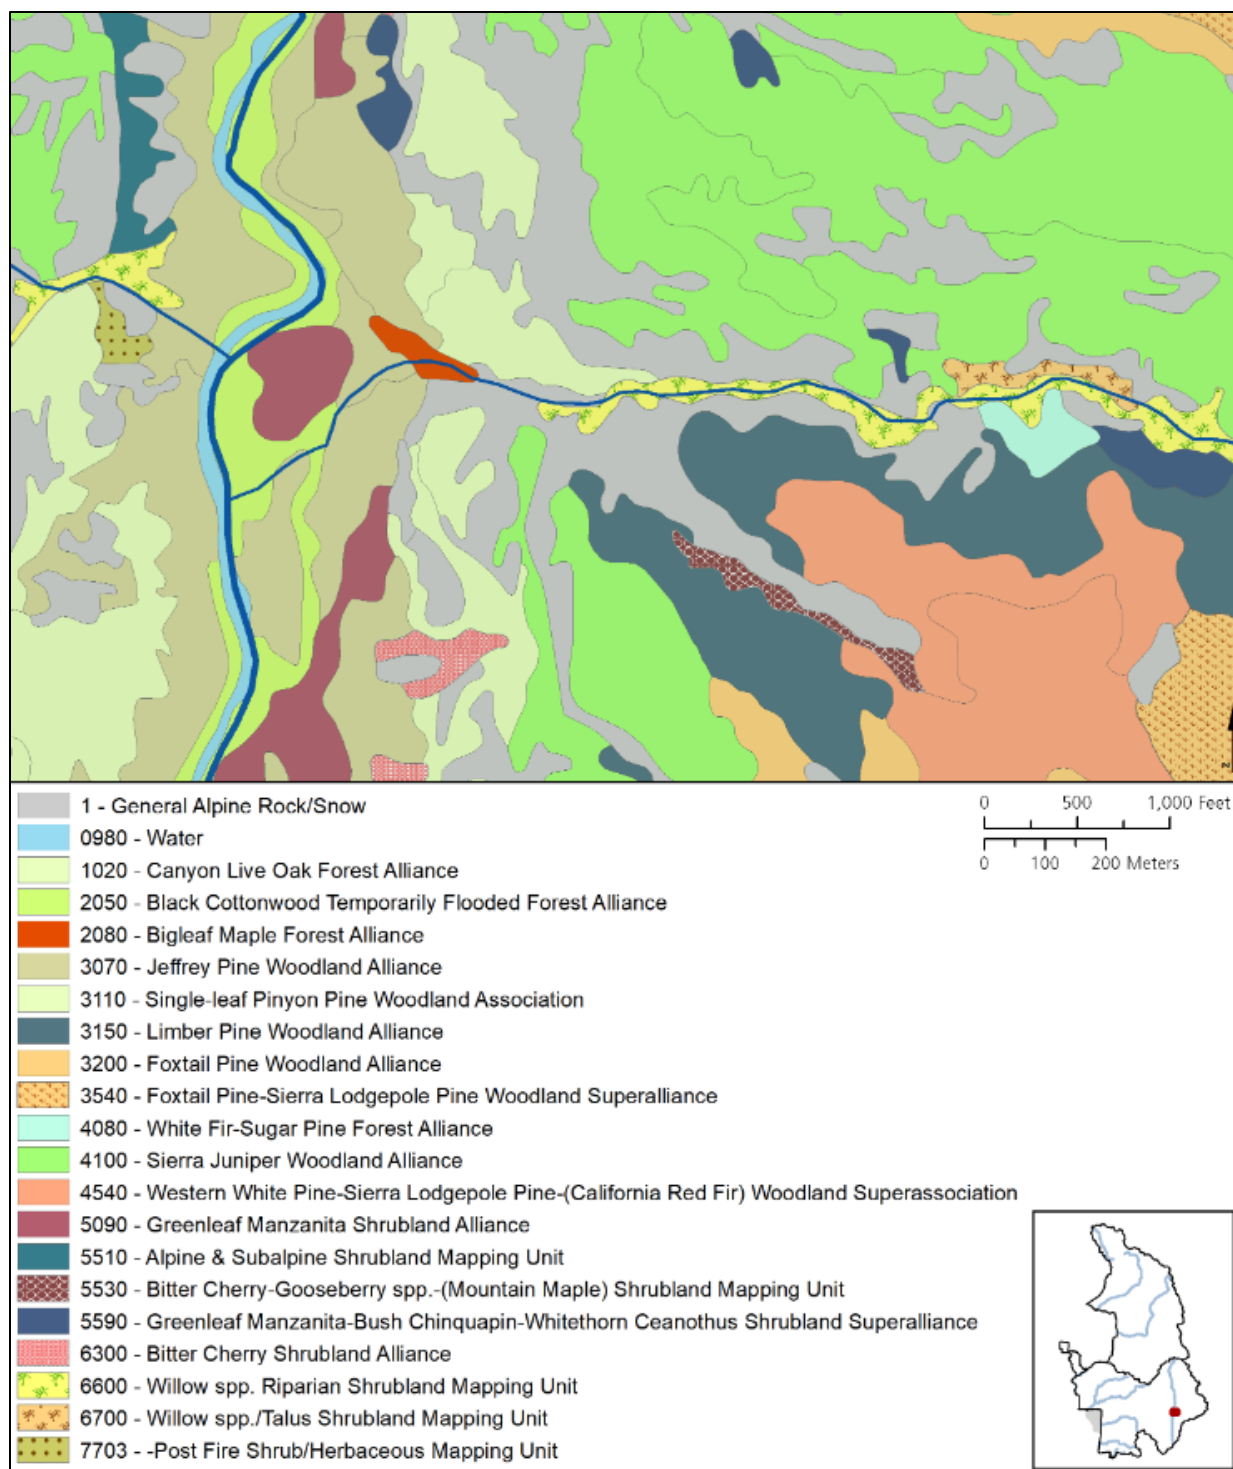 1 - General Alpine Rock/Snow
0980 - Water
1020 - Canyon Live Oak Forest Alliance
2050 - Black Cottonwood Temporarily Flooded Forest Alliance
2080 - Bigleaf Maple Forest Alliance
3070 - Jeffrey Pine Woodland Alliance
3110 - Single-leaf Pinyon Pine Woodland Association
3150 - Limber Pine Woodland Alliance
3200 - Foxtail Pine Woodland Alliance
3540 - Foxtail Pine-Sierra Lodgepole Pine Woodland Superalliance
4080 - White Fir-Sugar Pine Forest Alliance
4100 - Sierra Juniper Woodland Alliance
4540 - Western White Pine-Sierra Lodgepole Pine-(California Red Fir) Woodland Superassociation
5090 - Greenleaf Manzanita Shrubland Alliance
5510 - Alpine & Subalpine Shrubland Mapping Unit
5530 - Bitter Cherry-Gooseberry spp.-(Mountain Maple) Shrubland Mapping Unit
5590 - Greenleaf Manzanita-Bush Chinquapin-Whitethorn Ceanothus Shrubland Superalliance
6300 - Bitter Cherry Shrubland Alliance
6600 - Willow spp. Riparian Shrubland Mapping Unit
6700 - Willow spp./Talus Shrubland Mapping Unit
7703 - -Post Fire Shrub/Herbaceous Mapping Unit
0 500 1,000 Feet
0 100 200 Meters
N